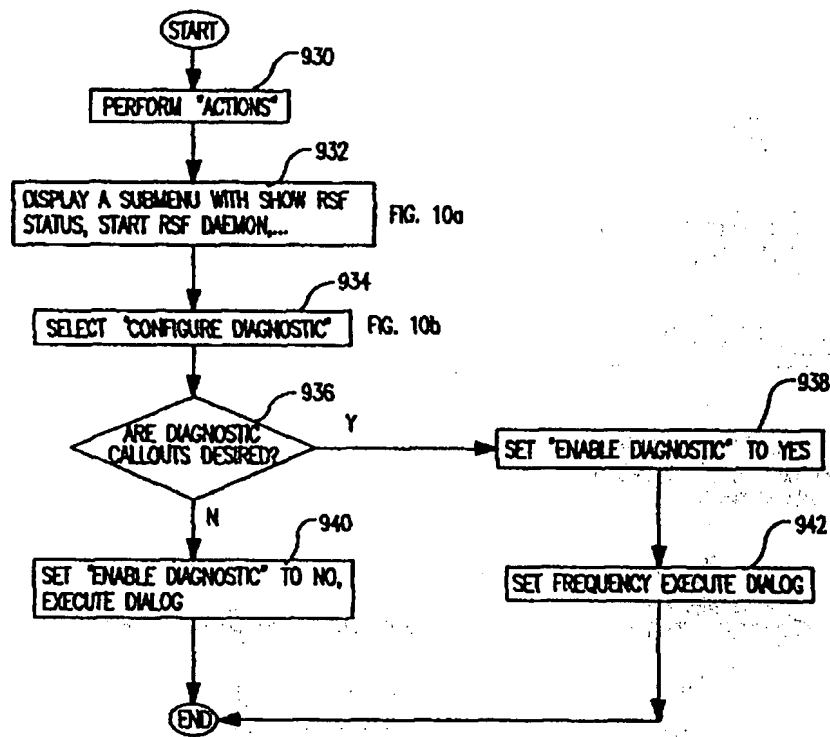 START
930
PERFORM "ACTIONS"
932
DISPLAY A SUBMENU WITH SHOW RSF
STATUS, START RSF DAEMON,...
FIG. 10a
934
SELECT "CONFIGURE DIAGNOSTIC"
FIG. 10b
936
ARE DIAGNOSTIC
CALLOUTS DESIRED?
Y
N
938
SET "ENABLE DIAGNOSTIC" TO YES
940
SET "ENABLE DIAGNOSTIC" TO NO,
EXECUTE DIALOG
942
SET FREQUENCY EXECUTE DIALOG
END